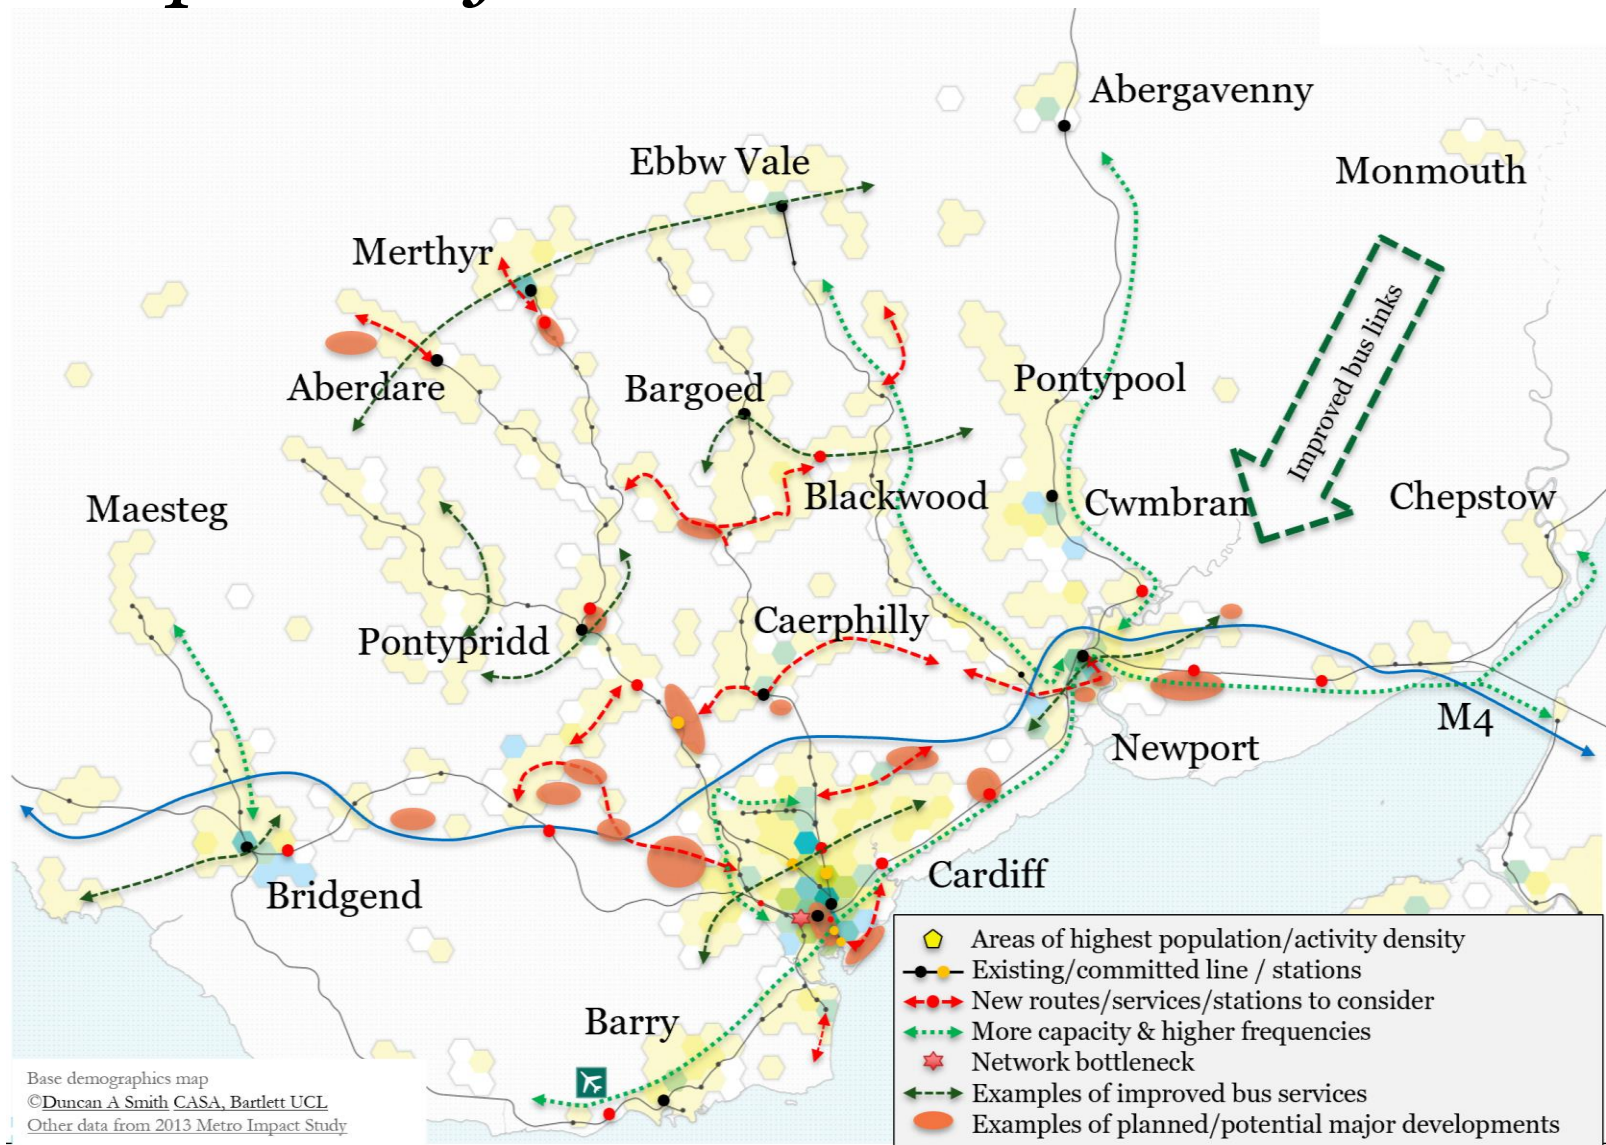 Abergavenny
Monmouth
Ebbw Vale
Merthyr
Improved bus links
Aberdare
Bargoed
Pontypool
Maesteg
Blackwood
Cwmbran
Chepstow
Pontypridd
Caerphilly
Newport
M4
Bridgend
Cardiff
Barry
Areas of highest population/activity density
Existing/committed line / stations
New routes/services/stations to consider
More capacity & higher frequencies
Network bottleneck
Examples of improved bus services
Examples of planned/potential major developments
Base demographics map
©Duncan A Smith CASA, Bartlett UCL
Other data from 2013 Metro Impact Study